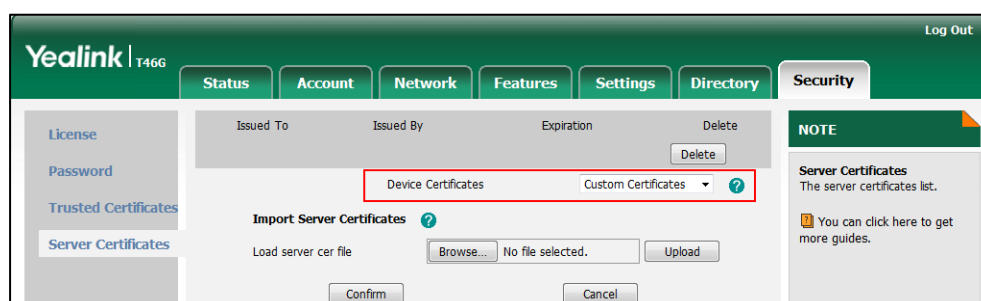 Log Out
Yealink | T46G
Status Account Network Features Settings Directory Security
License
Password
Trusted Certificates
Server Certificates
Issued To Issued By Expiration Delete
Delete
Device Certificates Custom Certificates ?
Import Server Certificates ?
Load server cer file Browse... No file selected. Upload
Confirm Cancel
NOTE
Server Certificates
The server certificates list.
? You can click here to get
more guides.